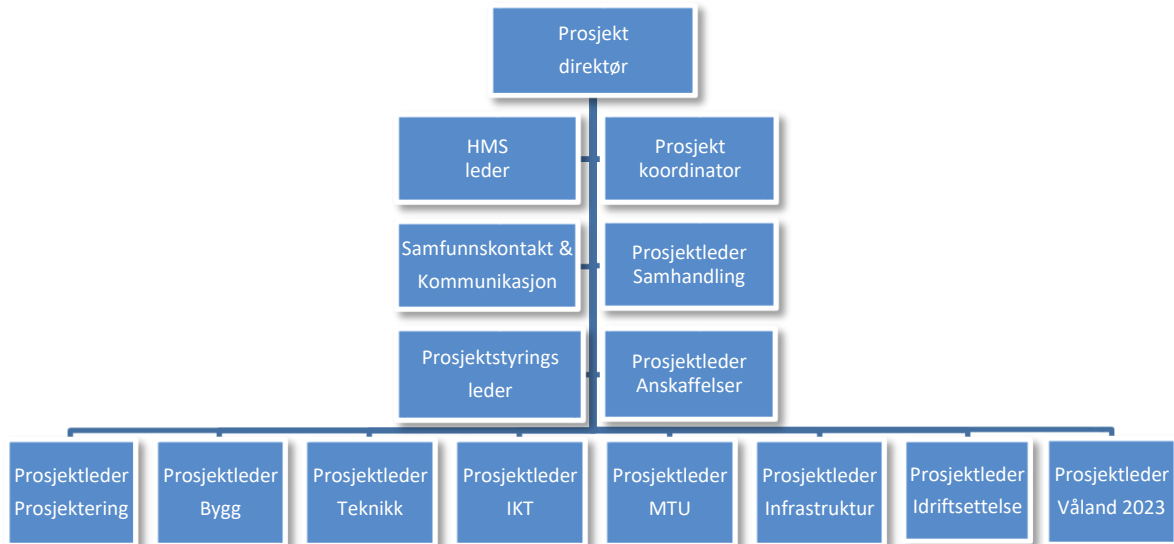 Prosjekt
direktør
HMS
leder
Prosjekt
koordinator
Samfunnskontakt &
Kommunikasjon
Prosjektleder
Samhandling
Prosjektstyrings
leder
Prosjektleder
Anskaffelser
Prosjektleder
Prosjektering
Prosjektleder
Bygg
Prosjektleder
Teknikk
Prosjektleder
IKT
Prosjektleder
MTU
Prosjektleder
Infrastruktur
Prosjektleder
Idriftsettelse
Prosjektleder
Våland 2023